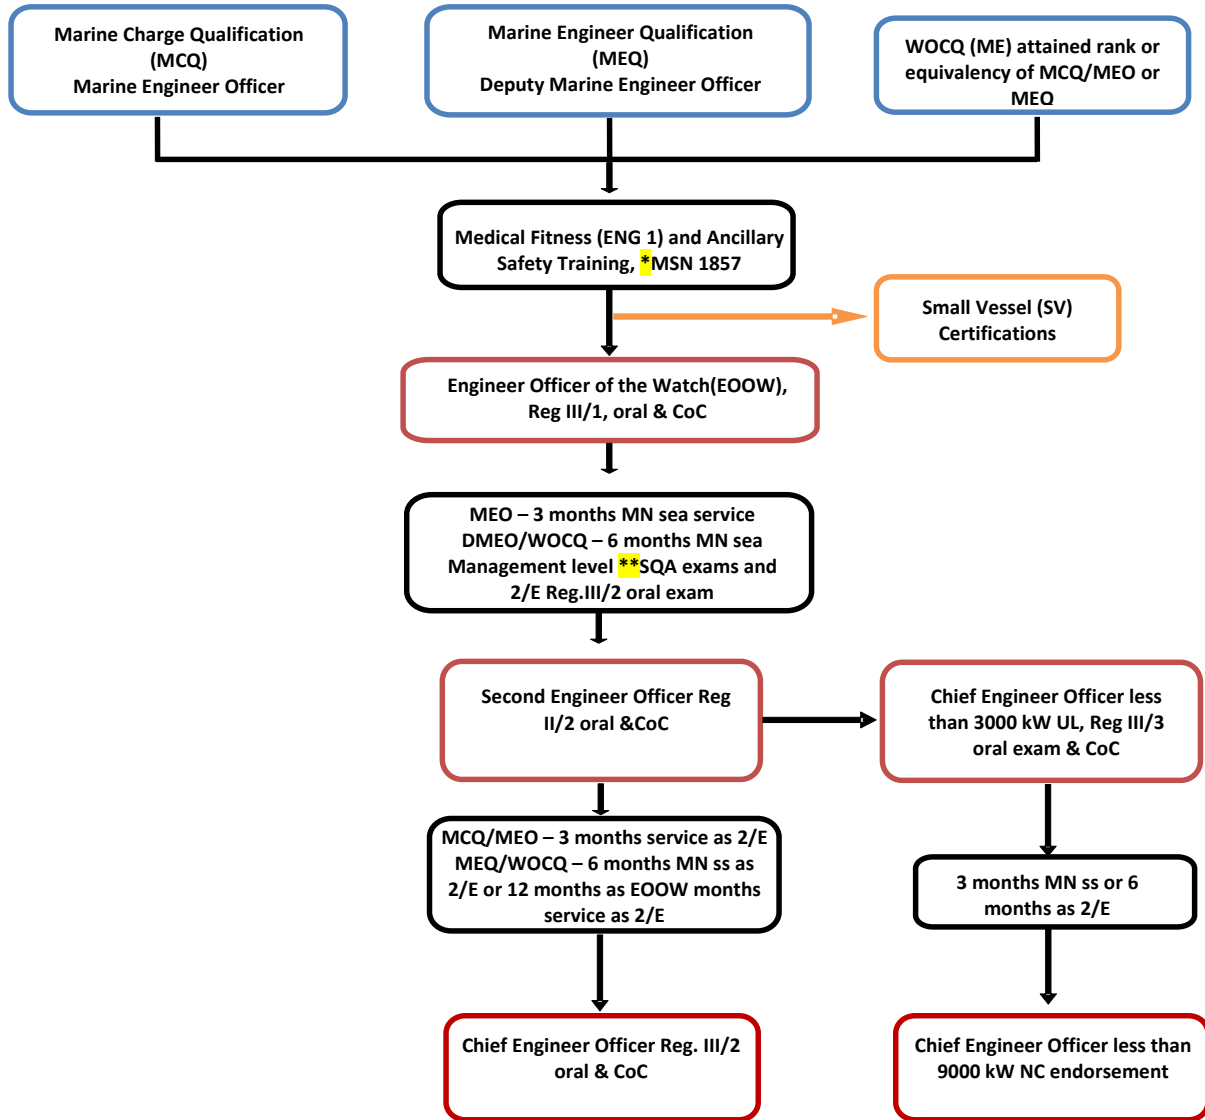 Marine Charge Qualification
(MCQ)
Marine Engineer Officer
Marine Engineer Qualification
(MEQ)
Deputy Marine Engineer Officer
WOCQ (ME) attained rank or
equivalency of MCQ/MEO or
MEQ
Medical Fitness (ENG 1) and Ancillary
Safety Training, *MSN 1857
Small Vessel (SV)
Certifications
Engineer Officer of the Watch(EOOW),
Reg III/1, oral & CoC
MEO – 3 months MN sea service
DMEO/WOCQ – 6 months MN sea
Management level **SQA exams and
2/E Reg.III/2 oral exam
Second Engineer Officer Reg
II/2 oral &CoC
Chief Engineer Officer less
than 3000 kW UL, Reg III/3
oral exam & CoC
MCQ/MEO – 3 months service as 2/E
MEQ/WOCQ – 6 months MN ss as
2/E or 12 months as EOOW months
service as 2/E
3 months MN ss or 6
months as 2/E
Chief Engineer Officer Reg. III/2
oral & CoC
Chief Engineer Officer less than
9000 kW NC endorsement